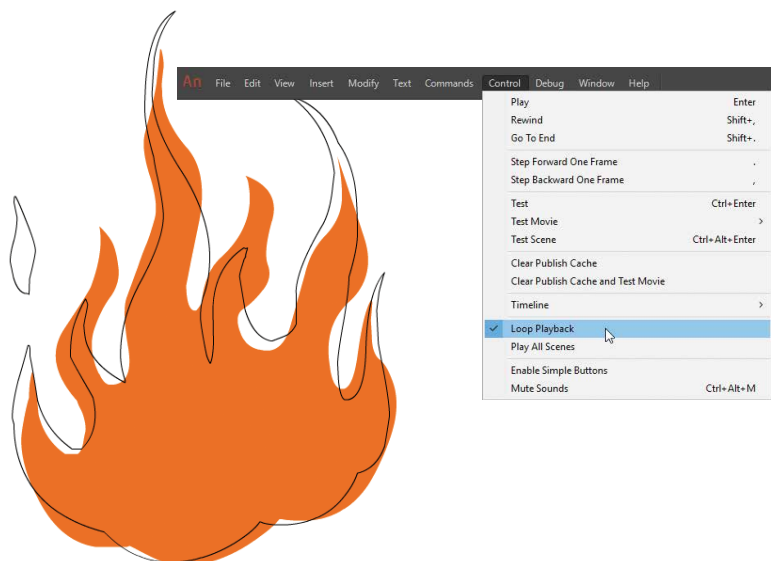 An File Edit View Insert Modify Text Commands Control Debug Window Help
Play Enter
Rewind Shift+,
Go To End Shift+.
Step Forward One Frame .
Step Backward One Frame ,
Test Ctrl+Enter
Test Movie >
Test Scene Ctrl+Alt+Enter
Clear Publish Cache
Clear Publish Cache and Test Movie
Timeline >
Loop Playback
Play All Scenes
Enable Simple Buttons
Mute Sounds Ctrl+Alt+M